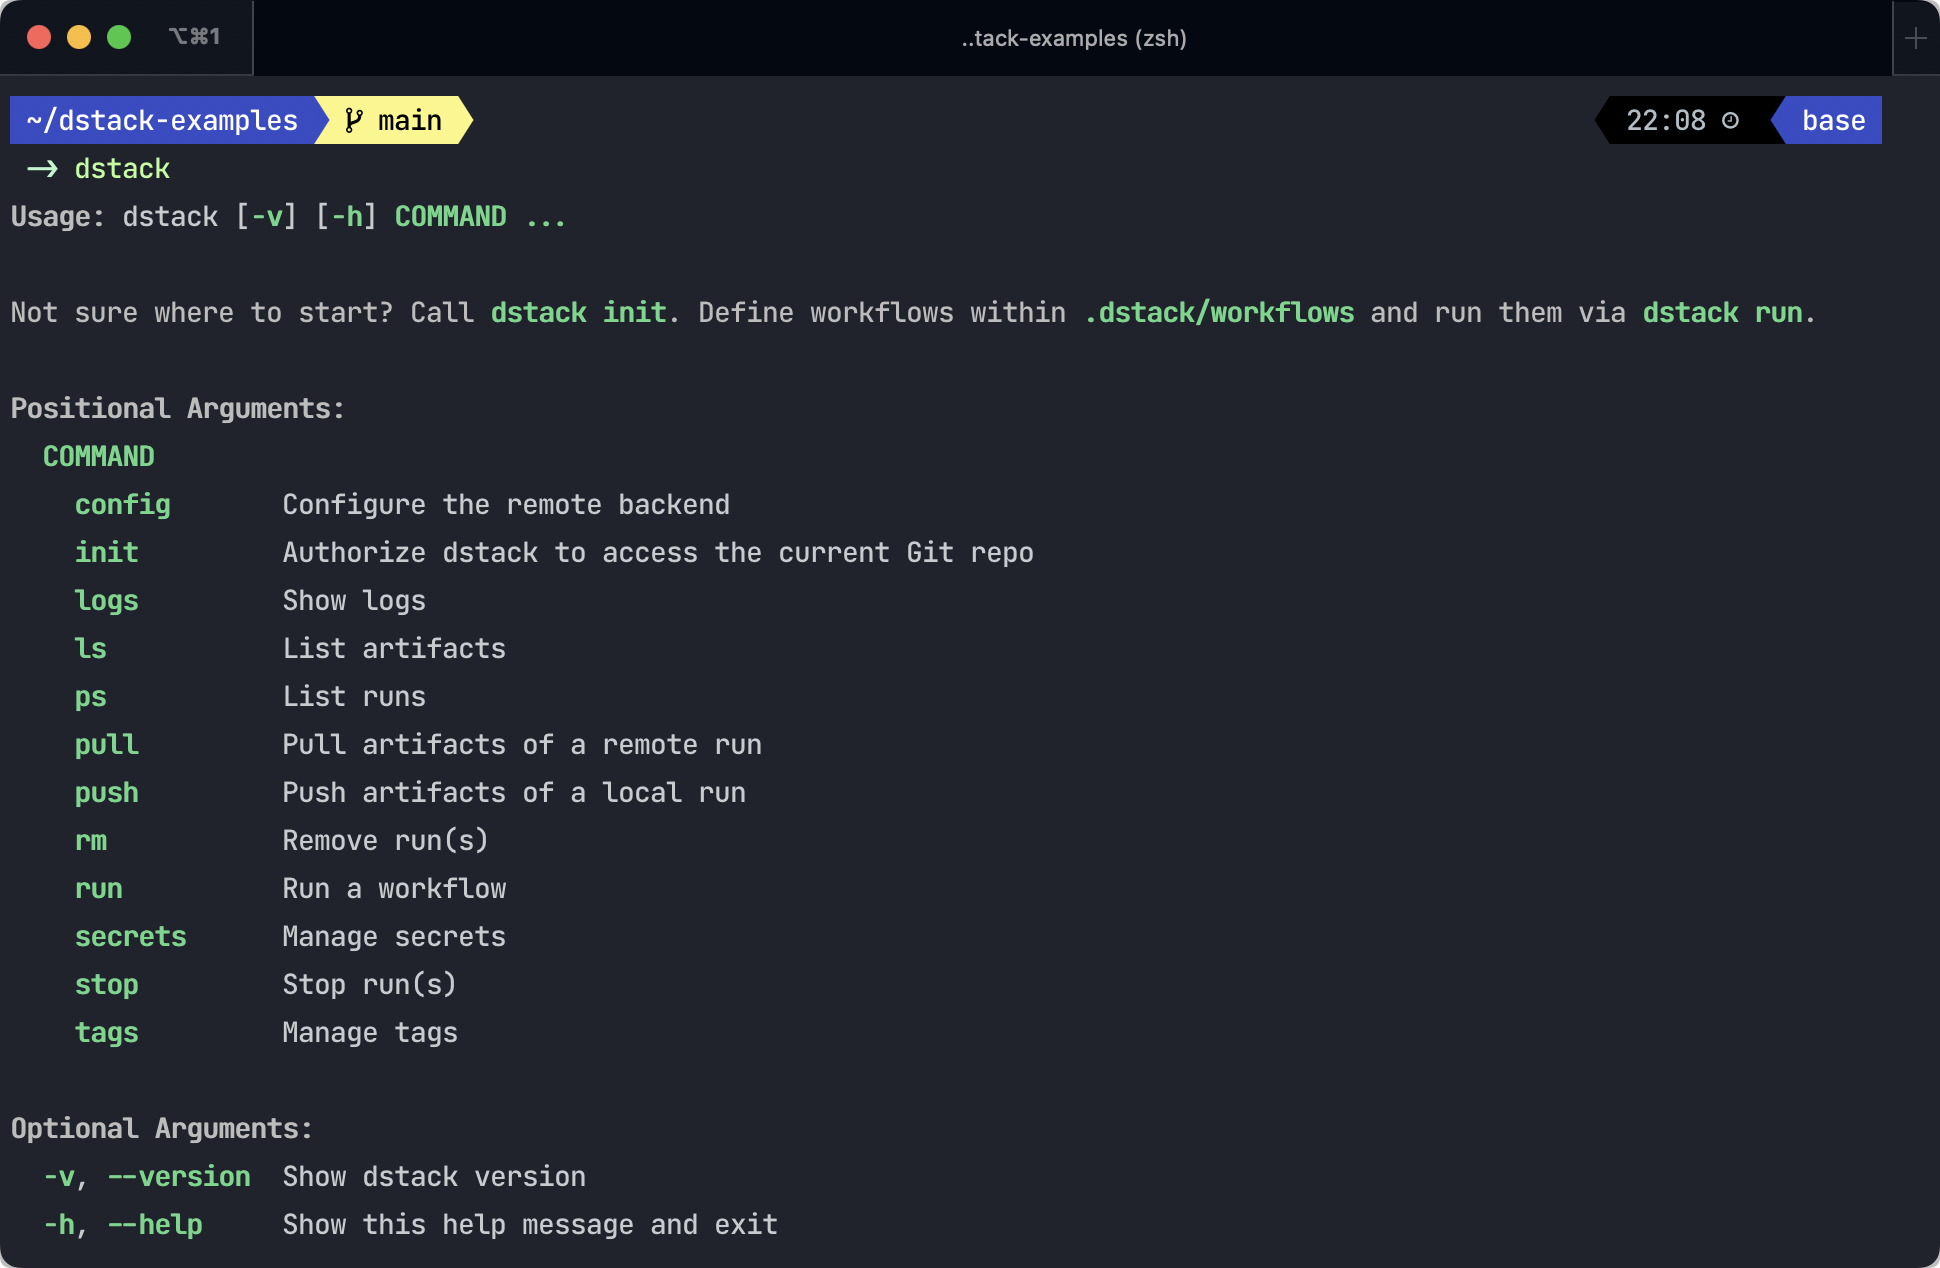 ⌥⌘1
..tack-examples (zsh)
~/dstack-examples main 22:08 base
→ dstack
Usage: dstack [-v] [-h] COMMAND ...
Not sure where to start? Call dstack init. Define workflows within .dstack/workflows and run them via dstack run.
Positional Arguments:
COMMAND
config Configure the remote backend
init Authorize dstack to access the current Git repo
logs Show logs
ls List artifacts
ps List runs
pull Pull artifacts of a remote run
push Push artifacts of a local run
rm Remove run(s)
run Run a workflow
secrets Manage secrets
stop Stop run(s)
tags Manage tags
Optional Arguments:
-v, --version Show dstack version
-h, --help Show this help message and exit